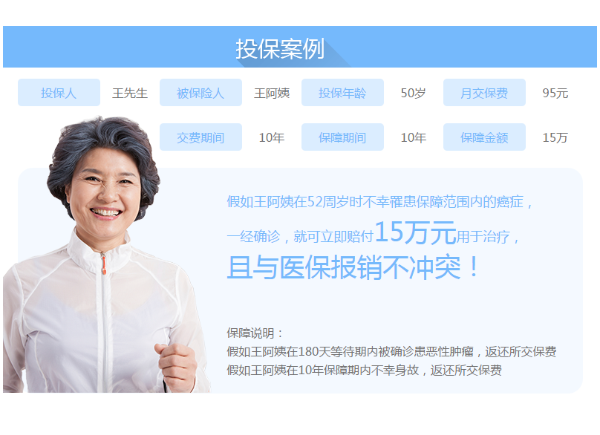 投保案例
投保人 王先生 被保险人 王阿姨 投保年龄 50岁 月交保费 95元
交费期间 10年 保障期间 10年 保障金额 15万
假如王阿姨在52周岁时不幸罹患保障范围内的癌症，
一经确诊，就可立即赔付15万元用于治疗，
且与医保报销不冲突！
保障说明：
假如王阿姨在180天等待期内被确诊患恶性肿瘤，返还所交保费
假如王阿姨在10年保障期内不幸身故，返还所交保费